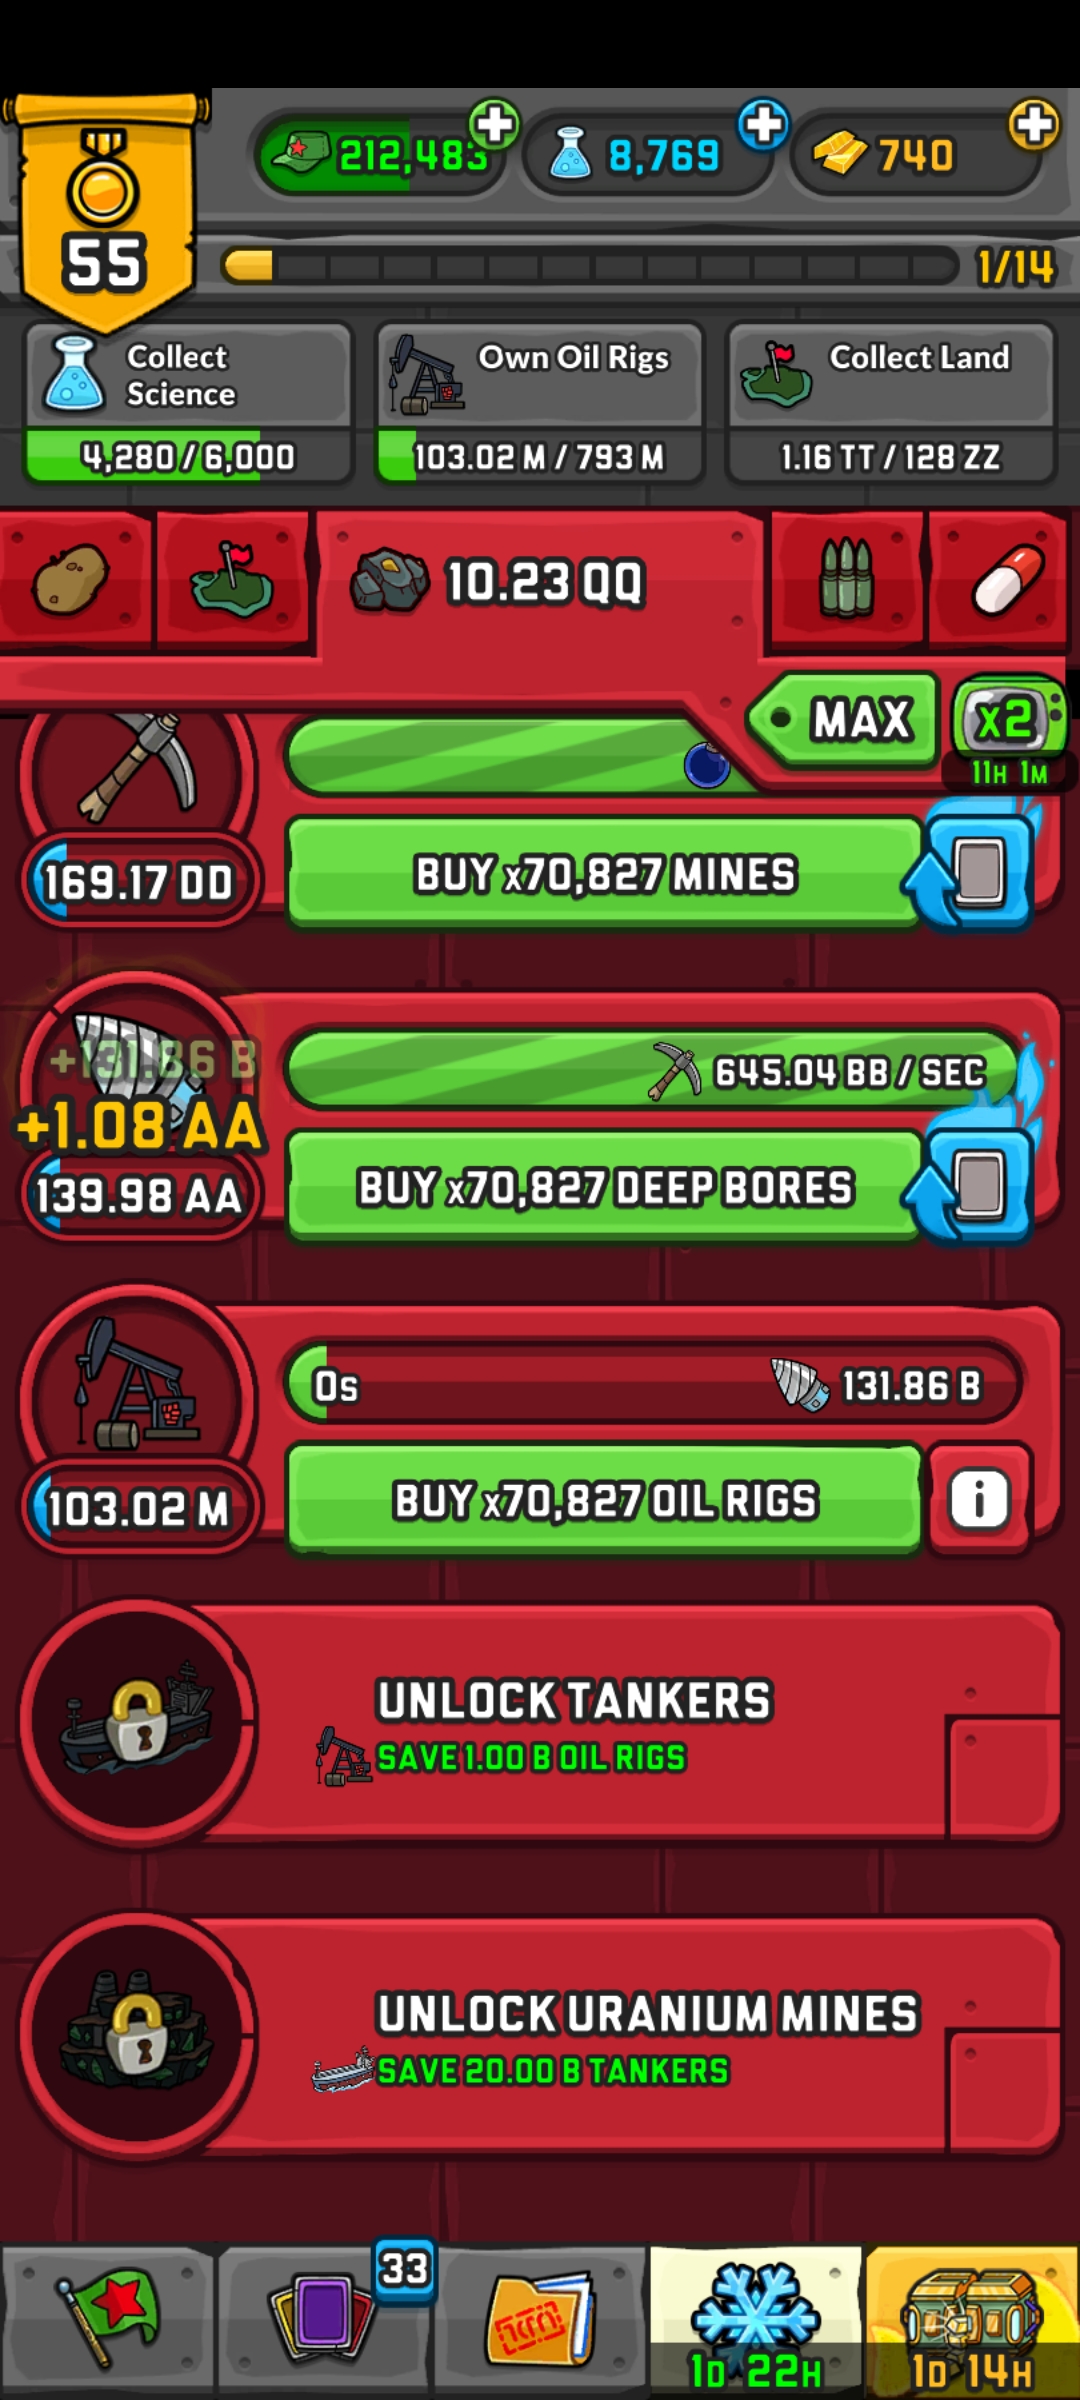 212,483
8,769
740
55
1/14
Collect
Science
4,280 / 6,000
Own Oil Rigs
103.02 M / 793 M
Collect Land
1.16 TT / 128 ZZ
10.23 QQ
MAX
x2
11H 1M
169.17 DD
BUY x70,827 MINES
+131.86 B
+1.08 AA
139.98 AA
645.04 BB / SEC
BUY x70,827 DEEP BORES
0s
131.86 B
103.02 M
BUY x70,827 OIL RIGS
i
UNLOCK TANKERS
SAVE 1.00 B OIL RIGS
UNLOCK URANIUM MINES
SAVE 20.00 B TANKERS
33
1D 22H
1D 14H